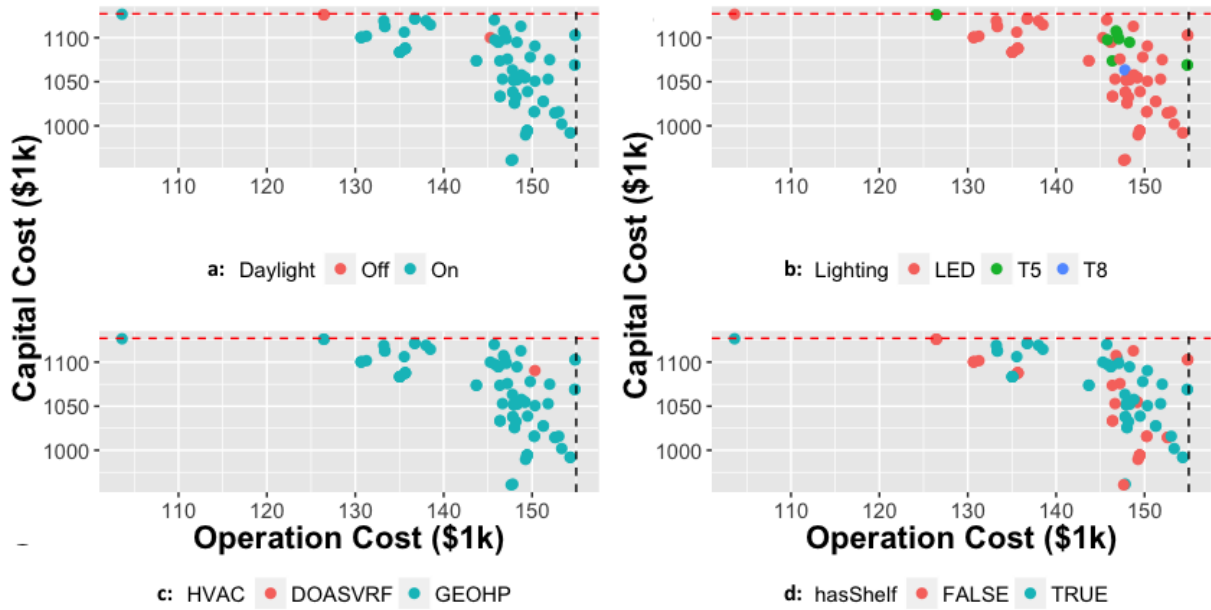 1100
1050
1000
110 120 130 140 150
a: Daylight Off On
1100
1050
1000
110 120 130 140 150
b: Lighting LED T5 T8
Capital Cost ($1k)
Capital Cost ($1k)
1100
1050
1000
110 120 130 140 150
Operation Cost ($1k)
c: HVAC DOASVRF GEOHP
1100
1050
1000
110 120 130 140 150
Operation Cost ($1k)
d: hasShelf FALSE TRUE